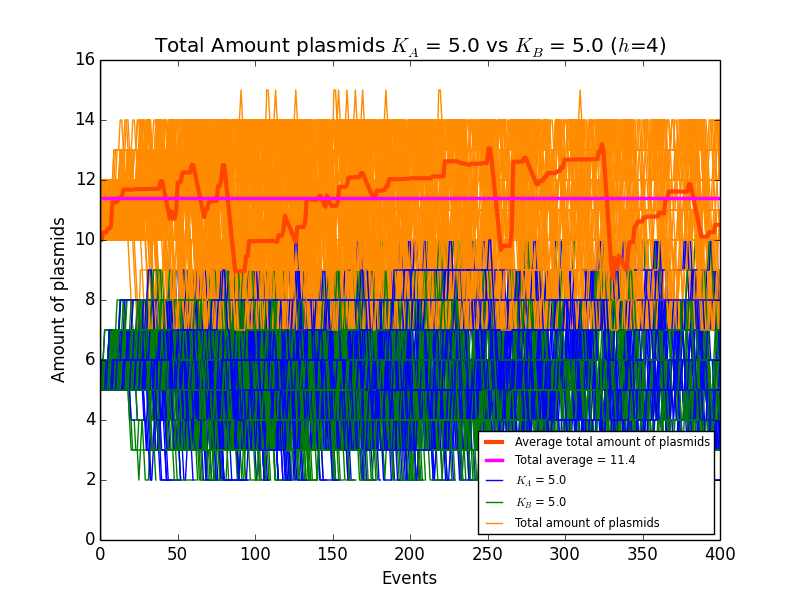 Total Amount plasmids K_A = 5.0 vs K_B = 5.0 (h=4)
16
14
12
10
8
6
4
2
0
Amount of plasmids
Average total amount of plasmids
Total average = 11.4
K_A = 5.0
K_B = 5.0
Total amount of plasmids
0 50 100 150 200 250 300 350 400
Events